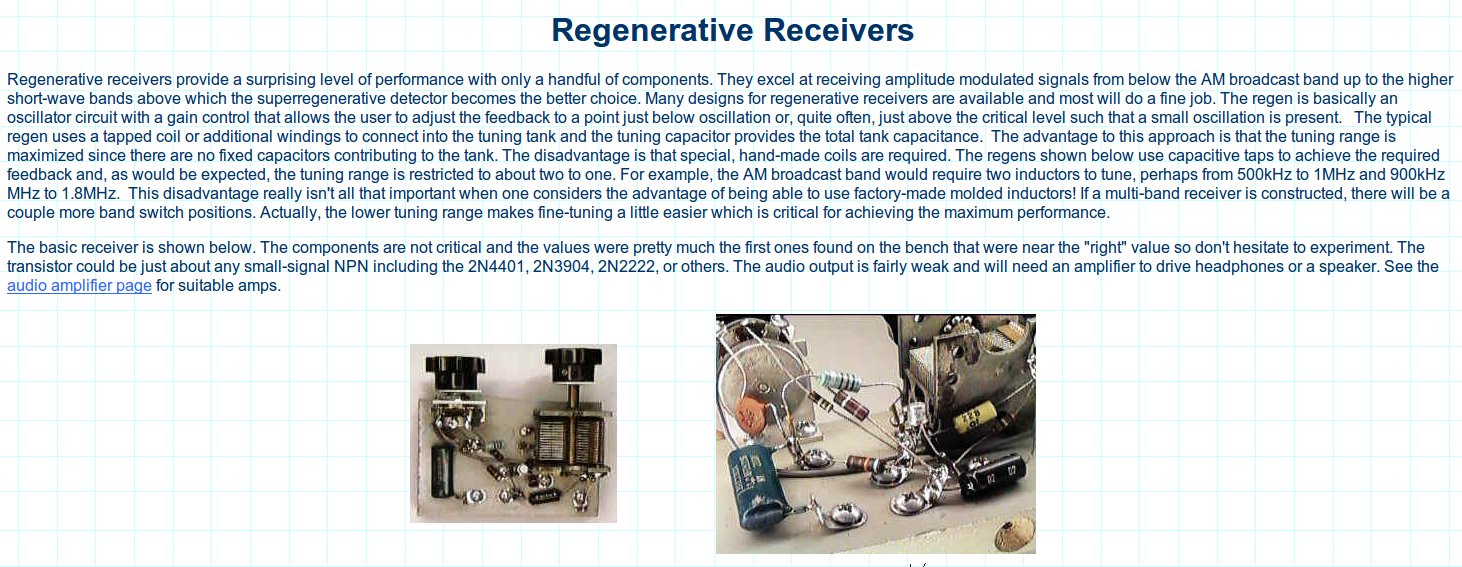 Regenerative Receivers
Regenerative receivers provide a surprising level of performance with only a handful of components. They excel at receiving amplitude modulated signals from below the AM broadcast band up to the higher
short-wave bands above which the superregenerative detector becomes the better choice. Many designs for regenerative receivers are available and most will do a fine job. The regen is basically an
oscillator circuit with a gain control that allows the user to adjust the feedback to a point just below oscillation or, quite often, just above the critical level such that a small oscillation is present.   The typical
regen uses a tapped coil or additional windings to connect into the tuning tank and the tuning capacitor provides the total tank capacitance.  The advantage to this approach is that the tuning range is
maximized since there are no fixed capacitors contributing to the tank. The disadvantage is that special, hand-made coils are required. The regens shown below use capacitive taps to achieve the required
feedback and, as would be expected, the tuning range is restricted to about two to one. For example, the AM broadcast band would require two inductors to tune, perhaps from 500kHz to 1MHz and 900kHz
MHz to 1.8MHz.  This disadvantage really isn't all that important when one considers the advantage of being able to use factory-made molded inductors! If a multi-band receiver is constructed, there will be a
couple more band switch positions. Actually, the lower tuning range makes fine-tuning a little easier which is critical for achieving the maximum performance.
The basic receiver is shown below. The components are not critical and the values were pretty much the first ones found on the bench that were near the "right" value so don't hesitate to experiment. The
transistor could be just about any small-signal NPN including the 2N4401, 2N3904, 2N2222, or others. The audio output is fairly weak and will need an amplifier to drive headphones or a speaker. See the
audio amplifier page for suitable amps.